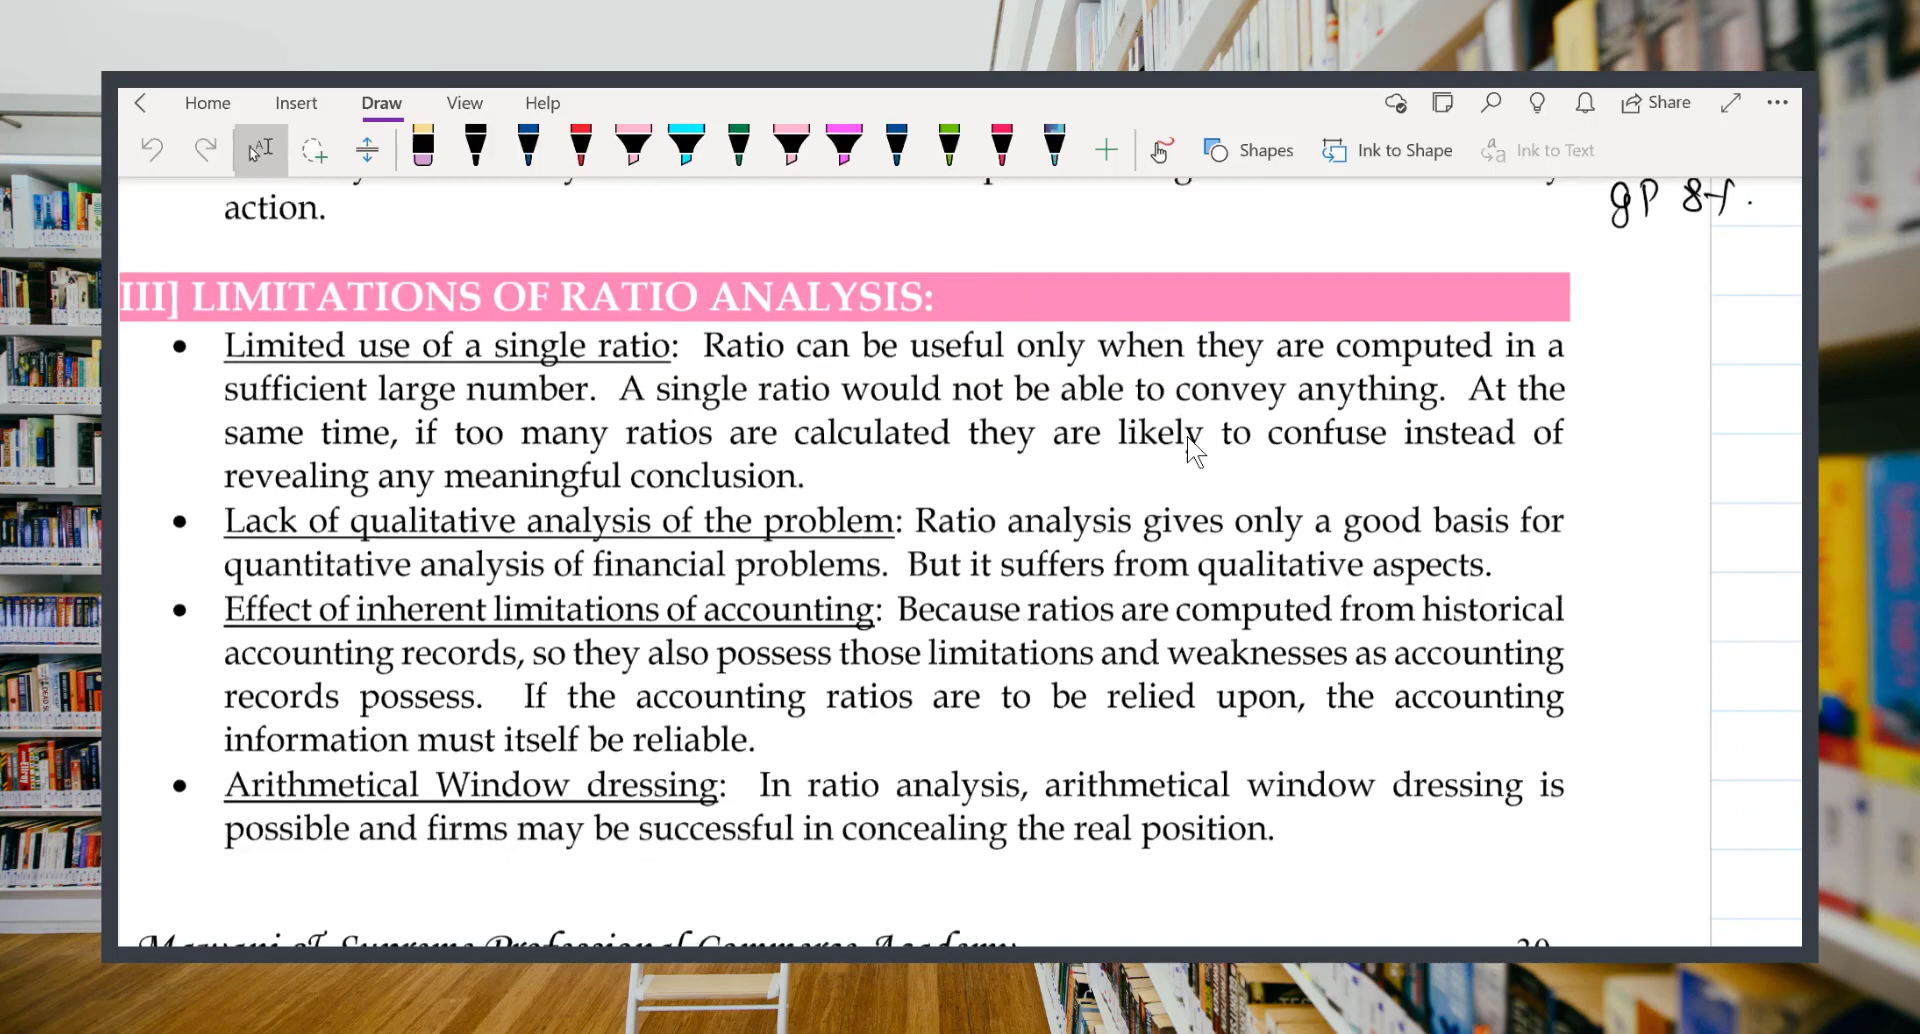 Home Insert Draw View Help Share
Shapes Ink to Shape Ink to Text
action.
III] LIMITATIONS OF RATIO ANALYSIS:
• Limited use of a single ratio: Ratio can be useful only when they are computed in a
sufficient large number. A single ratio would not be able to convey anything. At the
same time, if too many ratios are calculated they are likely to confuse instead of
revealing any meaningful conclusion.
• Lack of qualitative analysis of the problem: Ratio analysis gives only a good basis for
quantitative analysis of financial problems. But it suffers from qualitative aspects.
• Effect of inherent limitations of accounting: Because ratios are computed from historical
accounting records, so they also possess those limitations and weaknesses as accounting
records possess. If the accounting ratios are to be relied upon, the accounting
information must itself be reliable.
• Arithmetical Window dressing: In ratio analysis, arithmetical window dressing is
possible and firms may be successful in concealing the real position.
Supreme Professional Commerce Academy